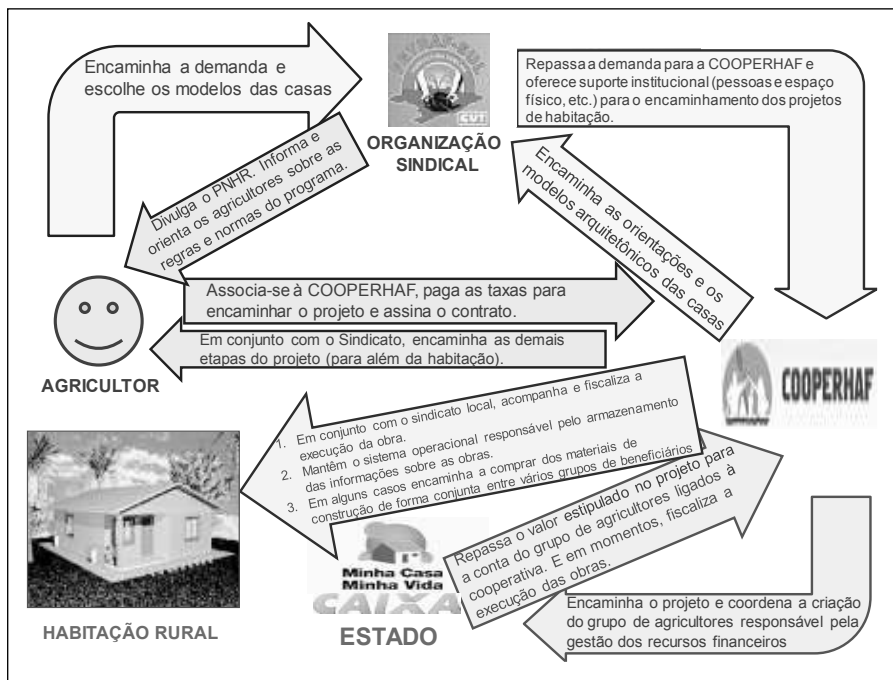 Encaminha a demanda e
escolhe os modelos das casas
CUT
ORGANIZAÇÃO
SINDICAL
Repassa a demanda para a COOPERHAF e
oferece suporte institucional (pessoas e espaço
físico, etc.) para o encaminhamento dos projetos
de habitação.
Divulga o PNHR. Informa e
orienta os agricultores sobre as
regras e normas do programa.
Encaminha as orientações e os
modelos arquitetônicos das casas
Associa-se à COOPERHAF, paga as taxas para
encaminhar o projeto e assina o contrato.
Em conjunto com o Sindicato, encaminha as demais
etapas do projeto (para além da habitação).
AGRICULTOR
COOPERHAF
1. Em conjunto com o sindicato local, acompanha e fiscaliza a
execução da obra.
2. Mantêm o sistema operacional responsável pelo armazenamento
das informações sobre as obras.
3. Em alguns casos encaminha a comprar dos materiais de
construção de forma conjunta entre vários grupos de beneficiários
Repassa o valor estipulado no projeto para
a conta do grupo de agricultores ligados à
cooperativa. E em momentos, fiscaliza a
execução das obras.
Minha Casa
Minha Vida
CAIXA
ESTADO
HABITAÇÃO RURAL
Encaminha o projeto e coordena a criação
do grupo de agricultores responsável pela
gestão dos recursos financeiros